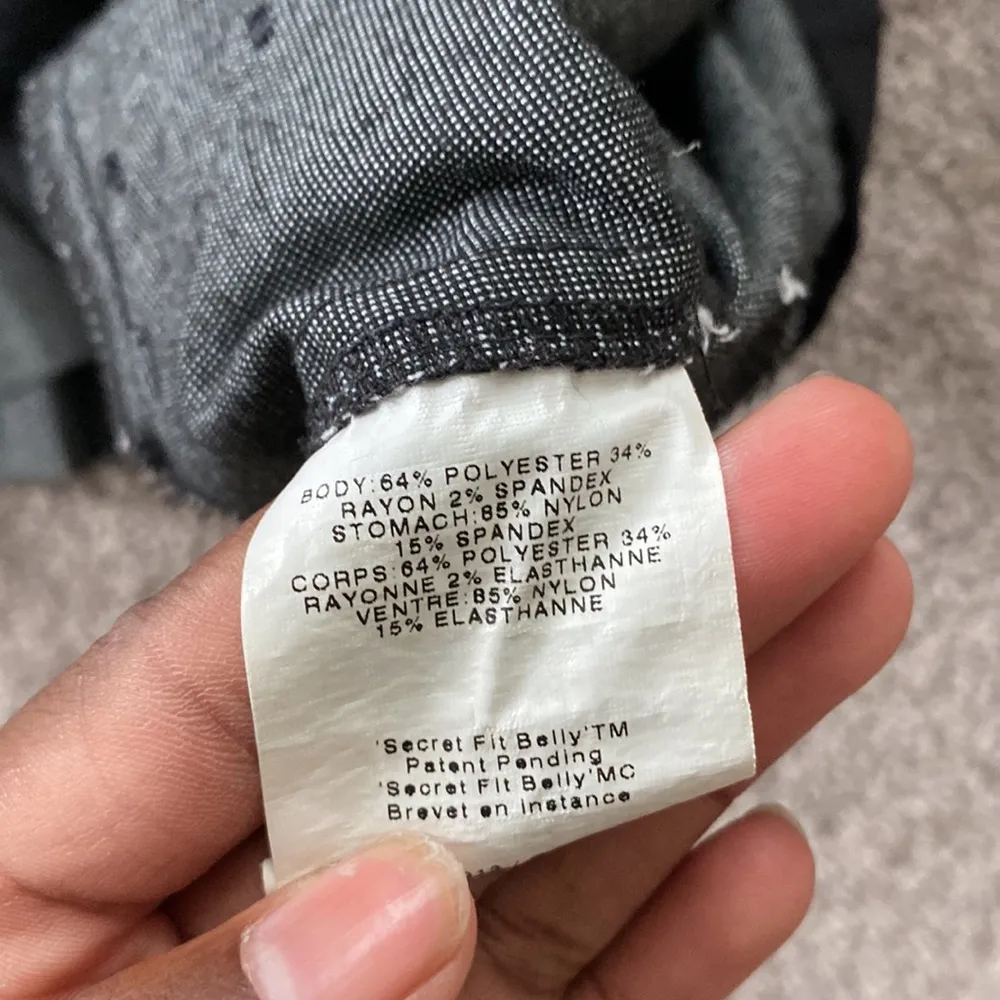 BODY:64% POLYESTER 34%
RAYON 2% SPANDEX
STOMACH:85% NYLON
15% SPANDEX
CORPS:64% POLYESTER 34%
RAYONNE 2% ELASTHANNE
VENTRE:85% NYLON
15% ELASTHANNE
'Secret Fit Belly'TM
Patent Pending
'Secret Fit Belly'MC
Brevet en Instance